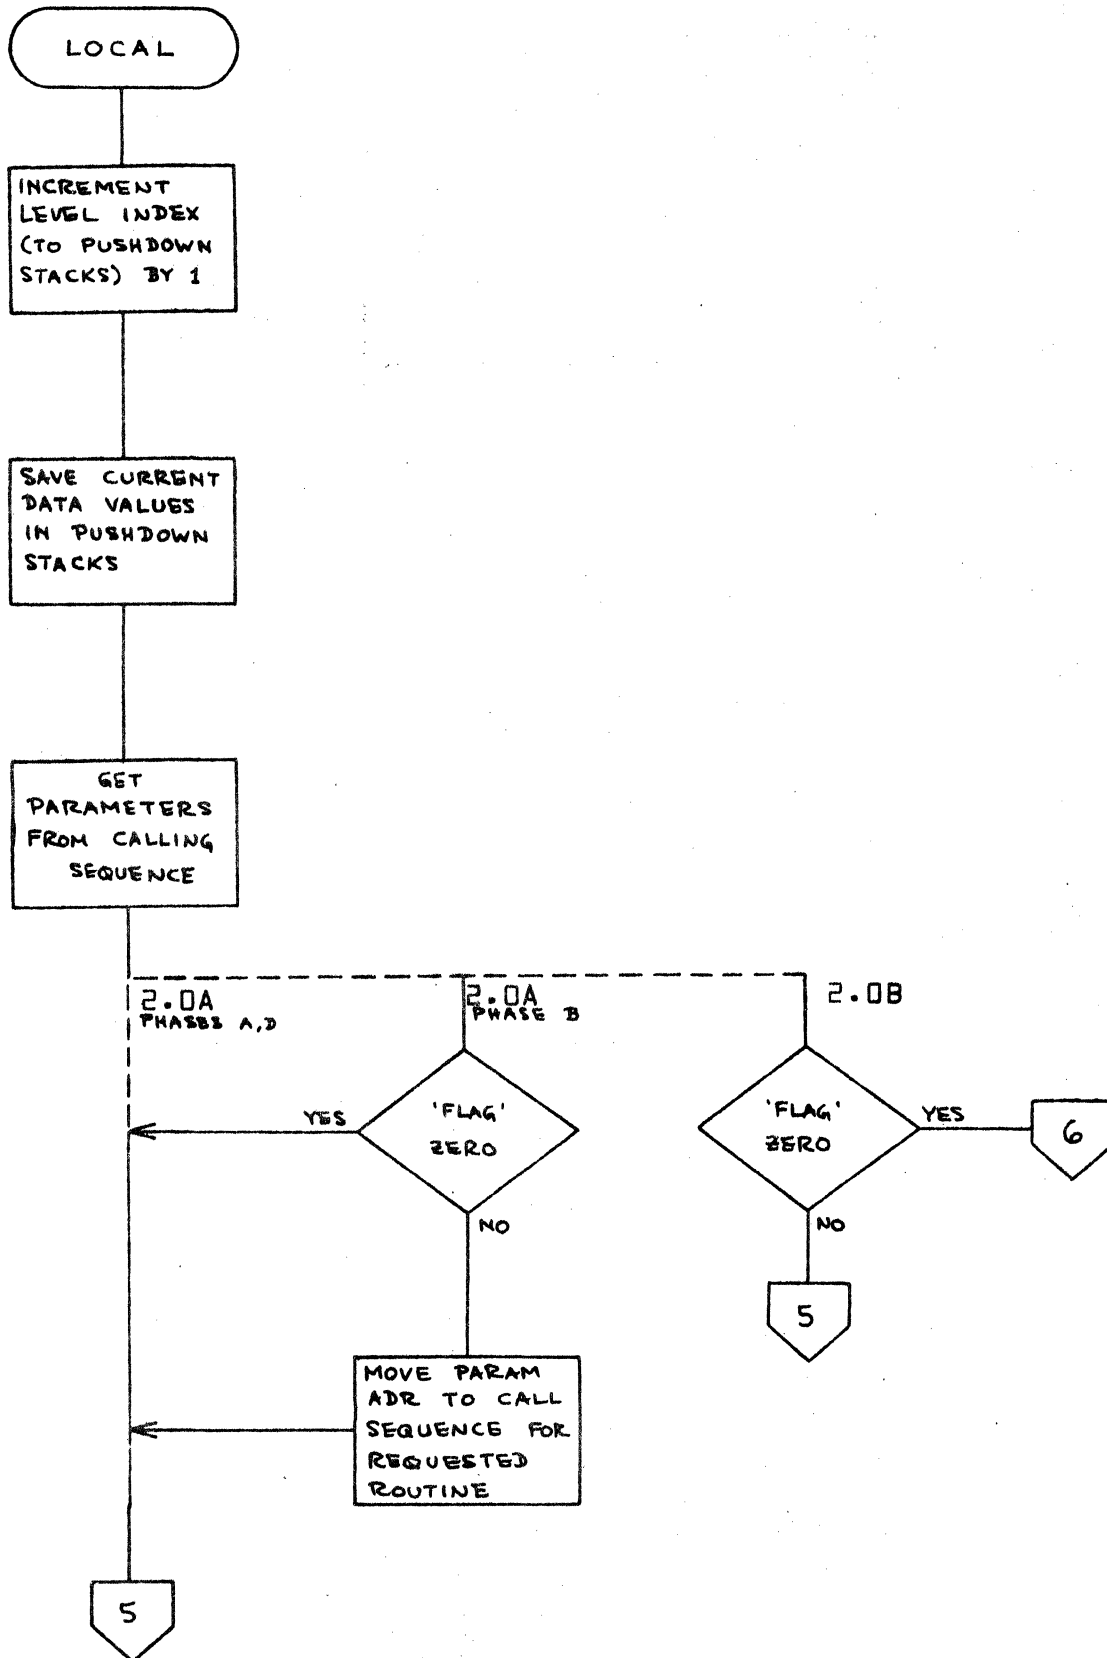 LOCAL
INCREMENT
LEVEL INDEX
(TO PUSHDOWN
STACKS) BY 1
SAVE CURRENT
DATA VALUES
IN PUSHDOWN
STACKS
GET
PARAMETERS
FROM CALLING
SEQUENCE
2.0A
PHASES A,D
2.0A
PHASE B
2.0B
YES
'FLAG'
ZERO
NO
'FLAG'
ZERO
YES
6
NO
5
MOVE PARAM
ADR TO CALL
SEQUENCE FOR
REQUESTED
ROUTINE
5